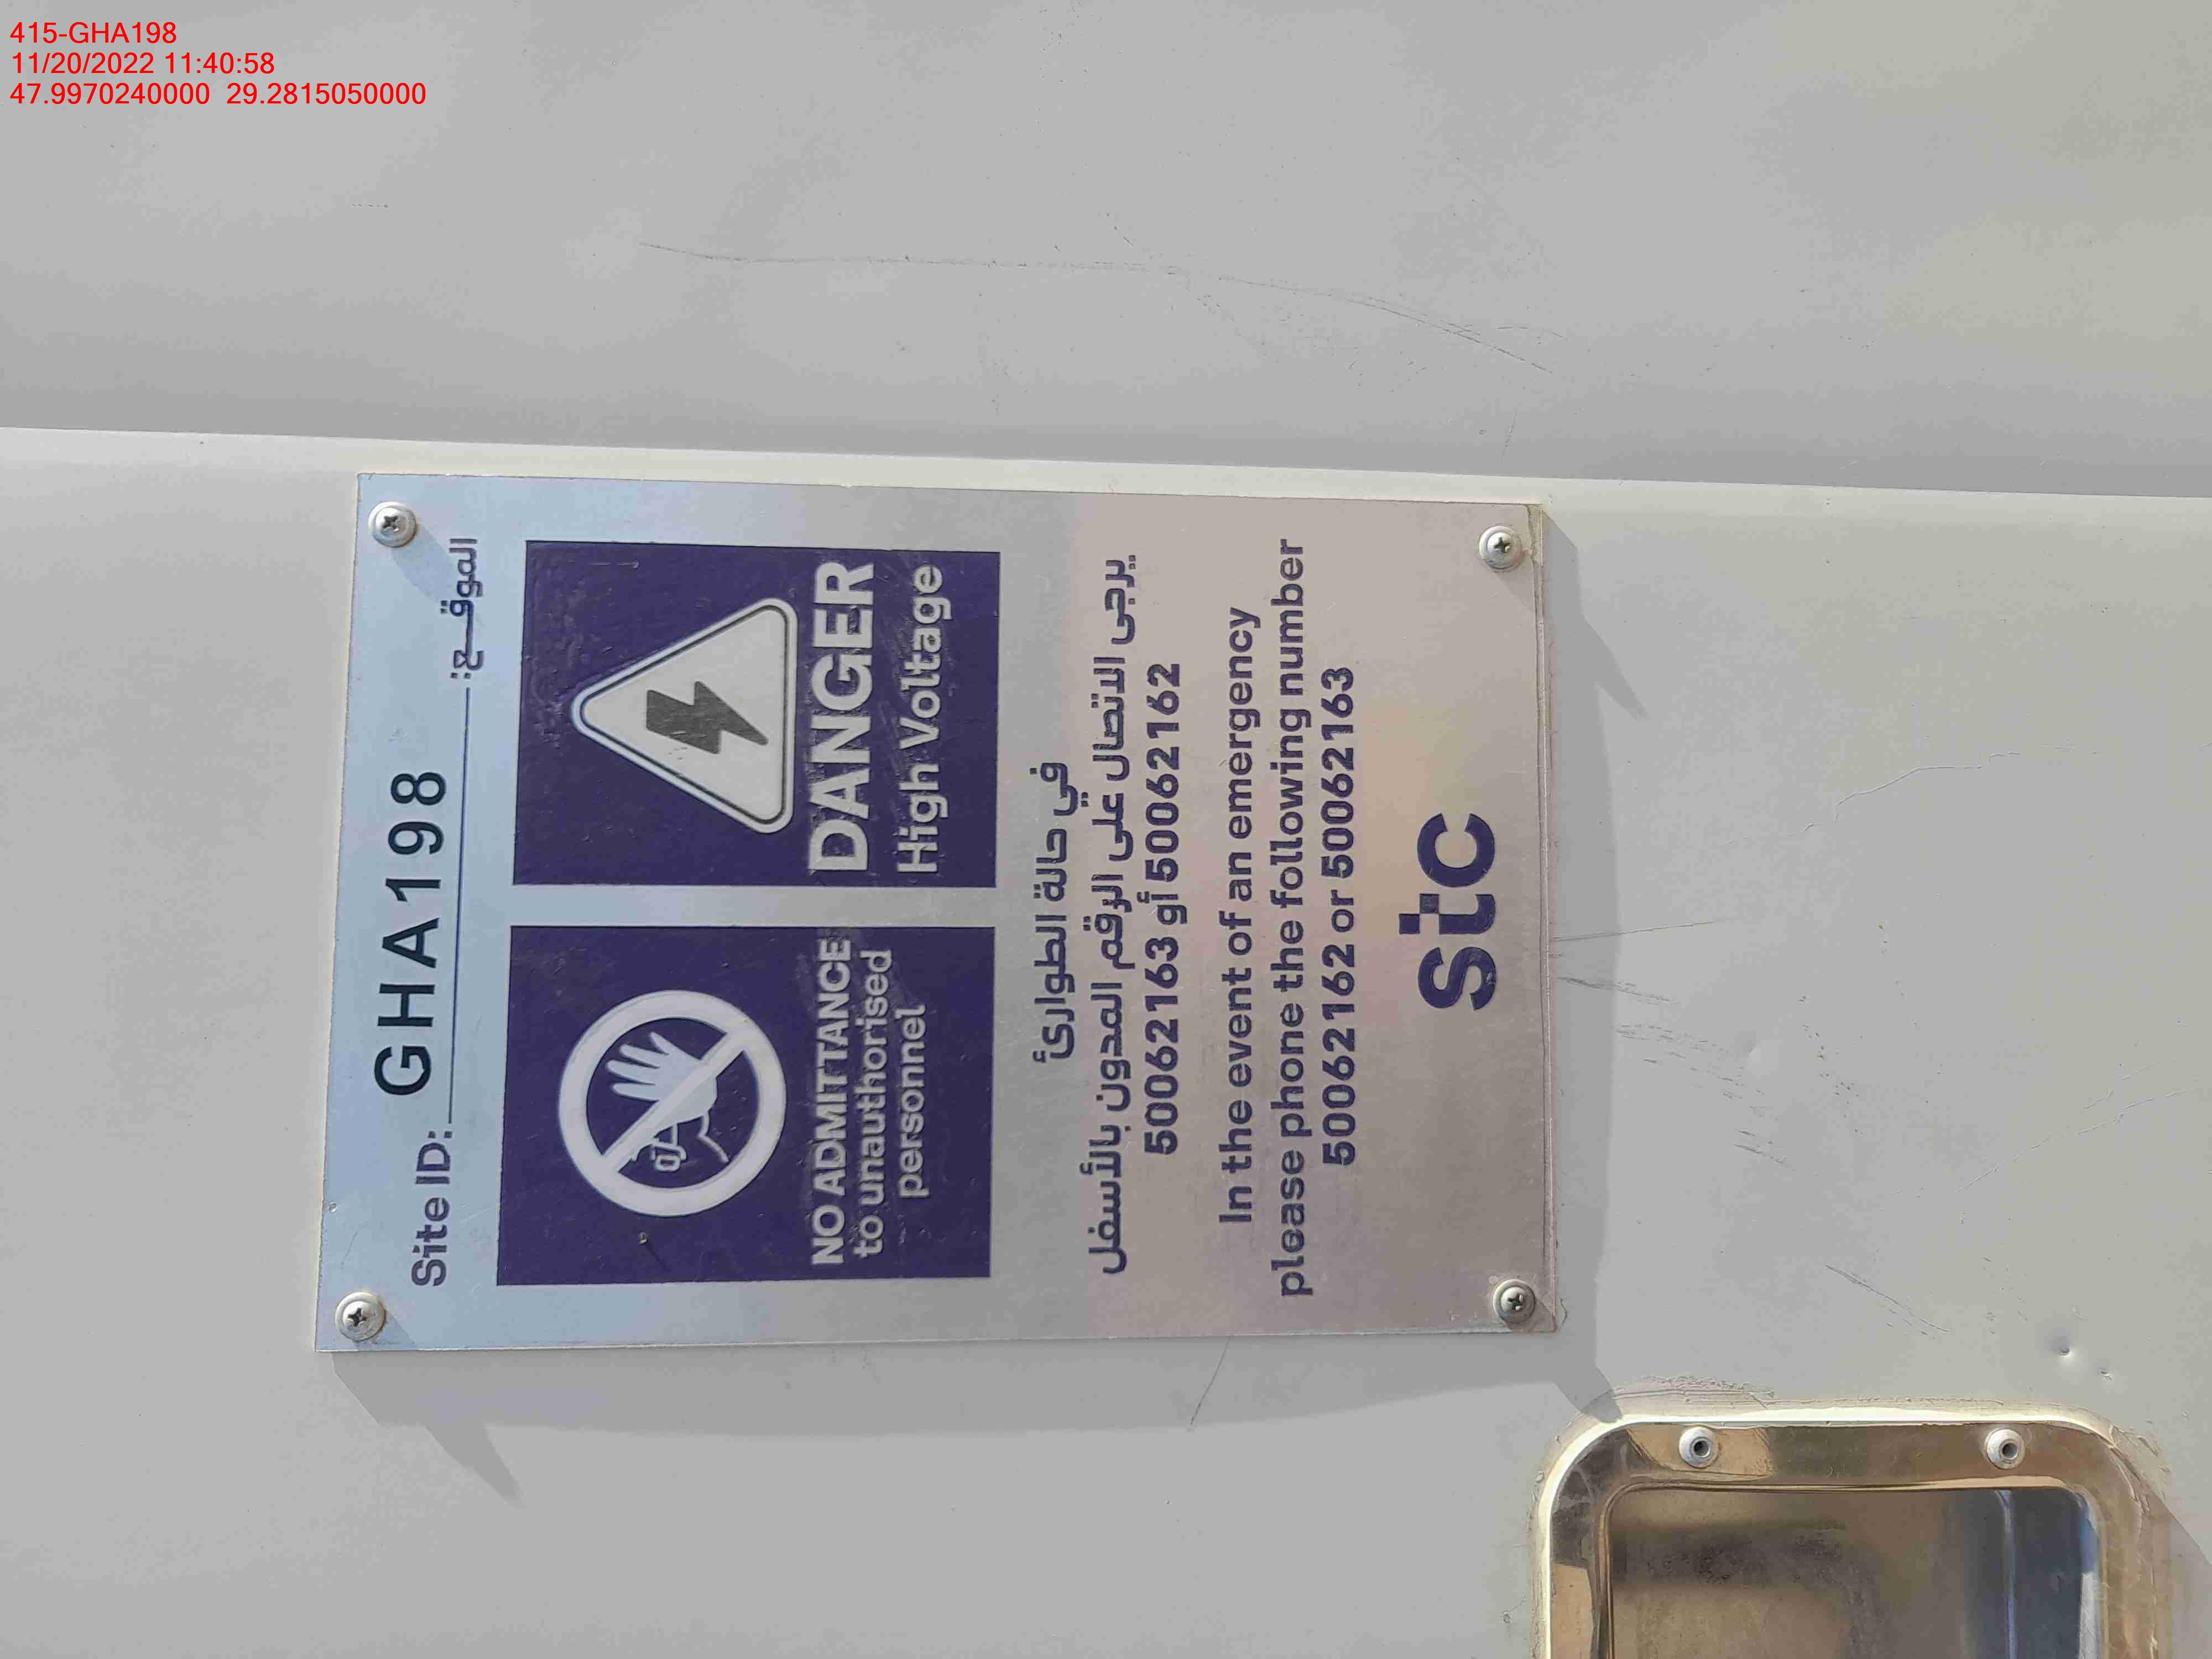 415-GHA198
11/20/2022 11:40:58
47.9970240000 29.2815050000
Site ID: GHA198 الموقـع:
NO ADMITTANCE
to unauthorised
personnel
DANGER
High Voltage
في حالة الطوارئ
يرجى الاتصال على الرقم المدون بالأسفل
50062162 أو 50062163
In the event of an emergency
please phone the following number
50062162 or 50062163
stc